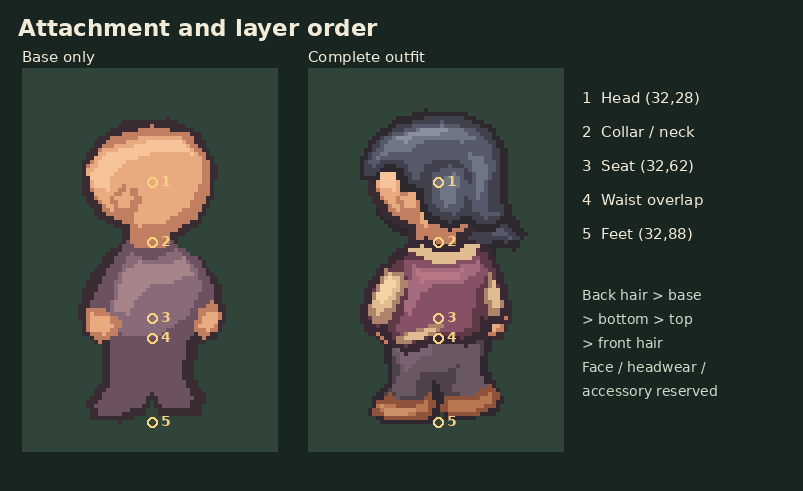 Attachment and layer order
Base only
Complete outfit
1
2
3
4
5
1
2
3
4
5
1 Head (32,28)
2 Collar / neck
3 Seat (32,62)
4 Waist overlap
5 Feet (32,88)
Back hair > base
> bottom > top
> front hair
Face / headwear /
accessory reserved